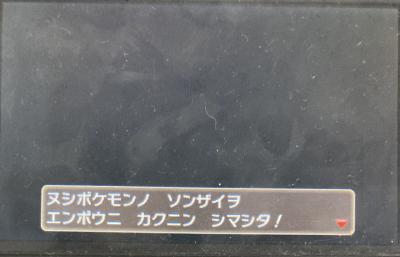 ヌシポケモンノ　ソンザイヲ
エンポウニ　カクニン　シマシタ！